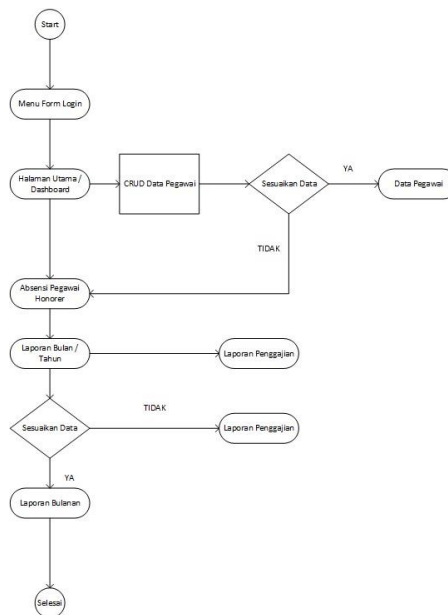 Start
Menu Form Login
Halaman Utama /
Dashboard
CRUD Data Pegawai
Sesuaikan Data
YA
Data Pegawai
TIDAK
Absensi Pegawai
Honorer
Laporan Bulan /
Tahun
Laporan Penggajian
Sesuaikan Data
TIDAK
Laporan Penggajian
YA
Laporan Bulanan
Selesai